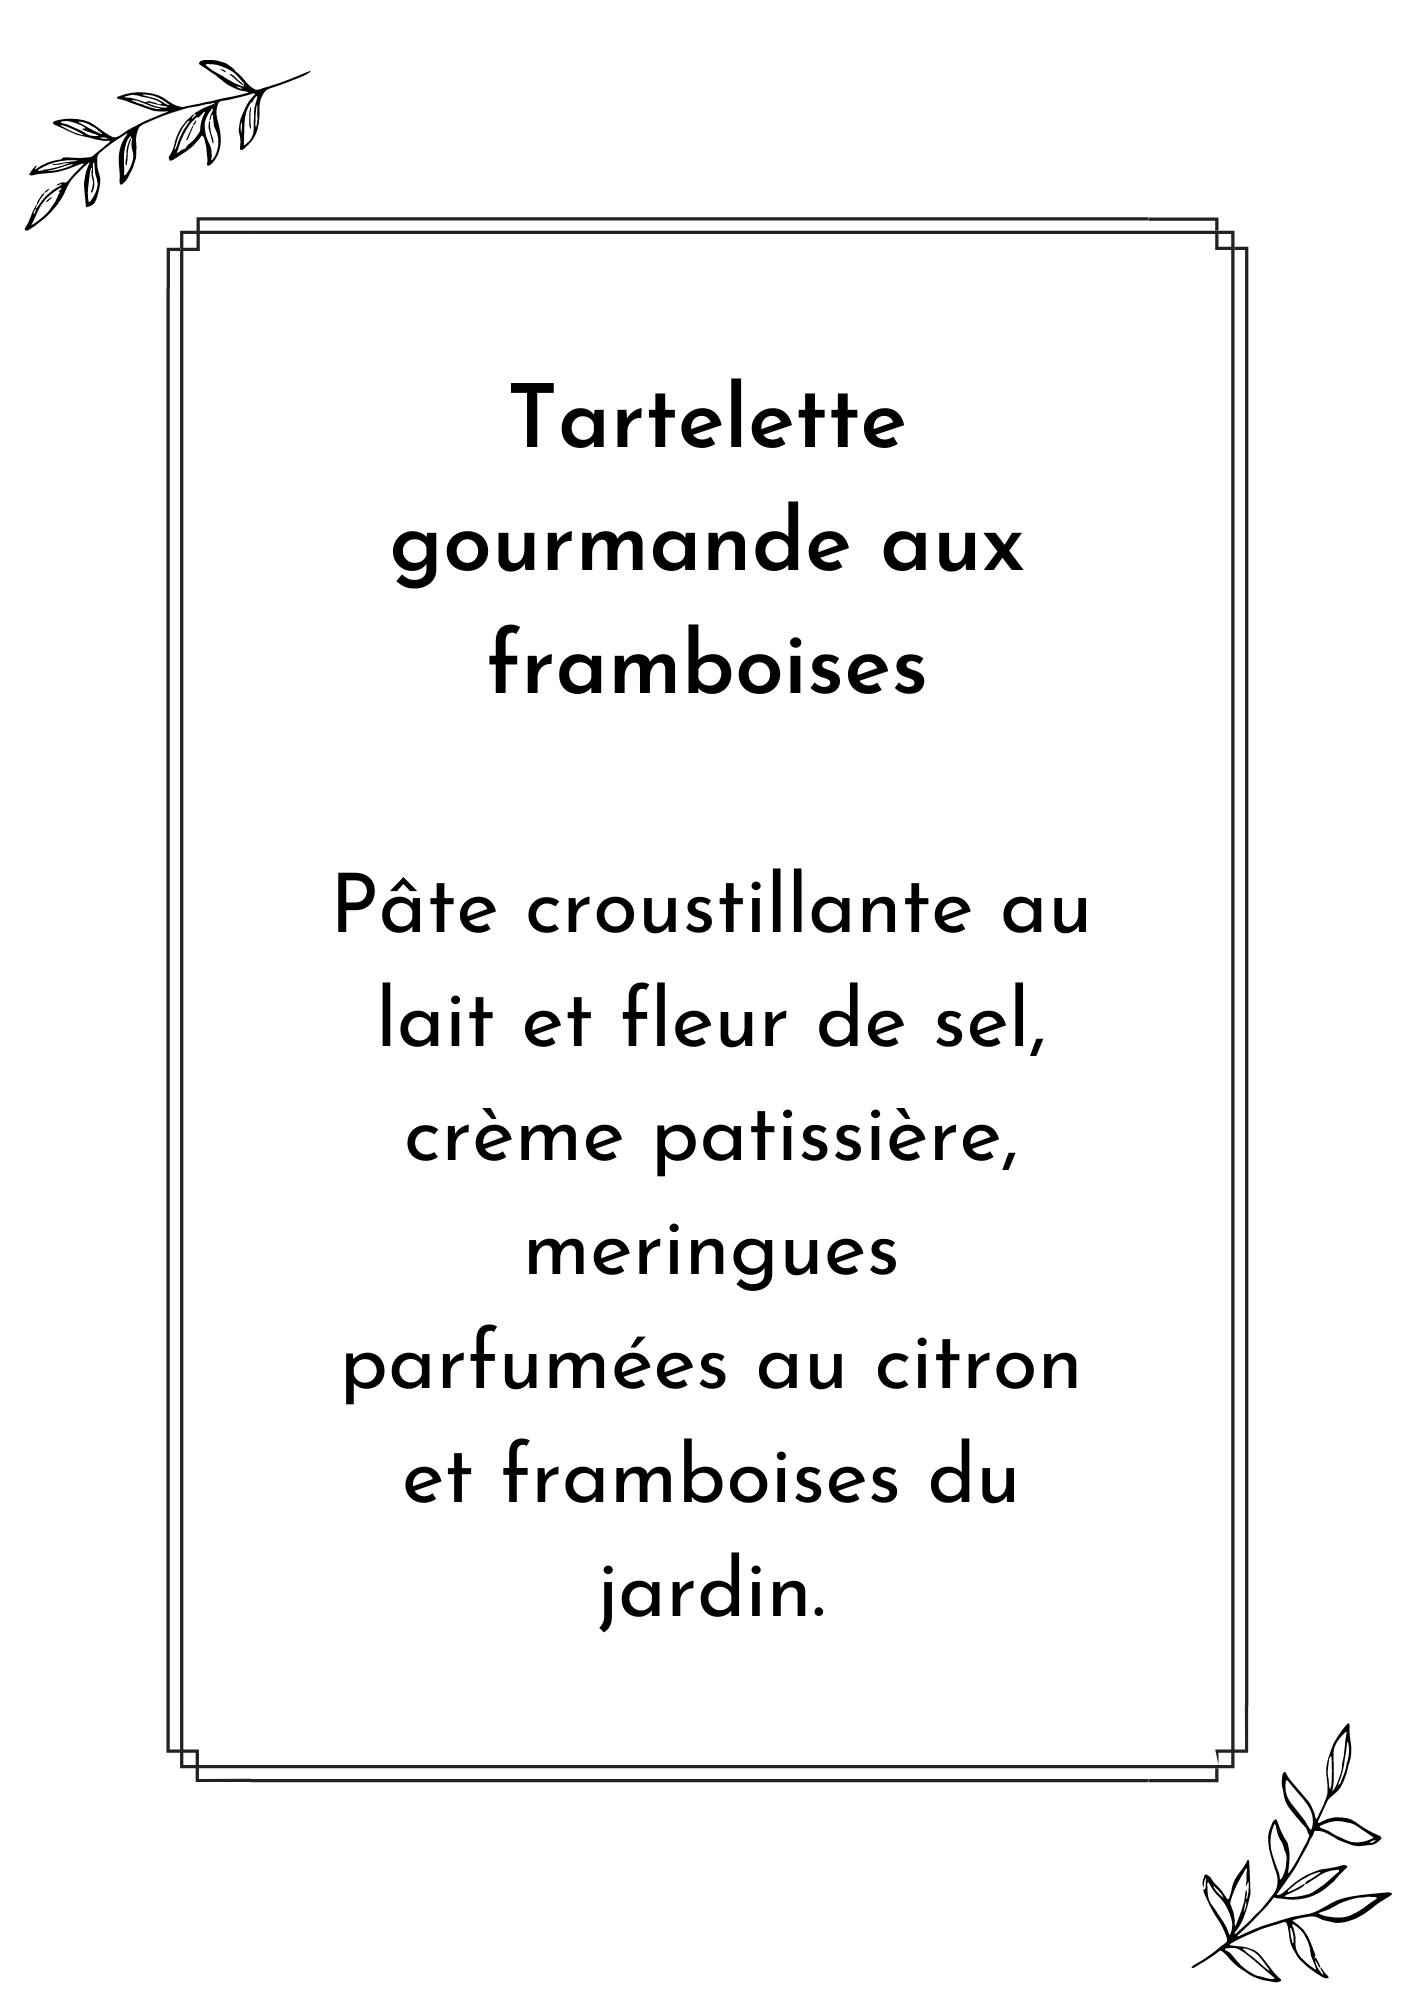 Tartelette
gourmande aux
framboises
Pâte croustillante au
lait et fleur de sel,
crème patissière,
meringues
parfumées au citron
et framboises du
jardin.